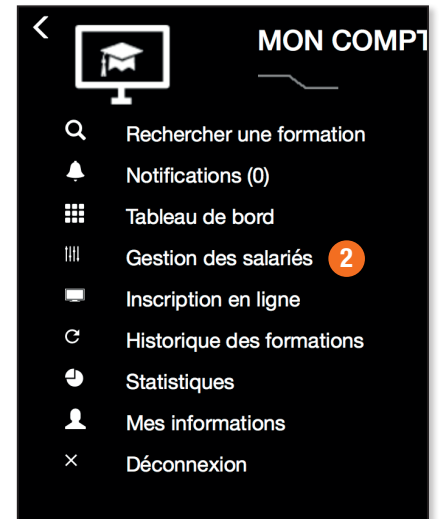 MON COMPT
Rechercher une formation
Notifications (0)
Tableau de bord
Gestion des salariés 2
Inscription en ligne
Historique des formations
Statistiques
Mes informations
Déconnexion